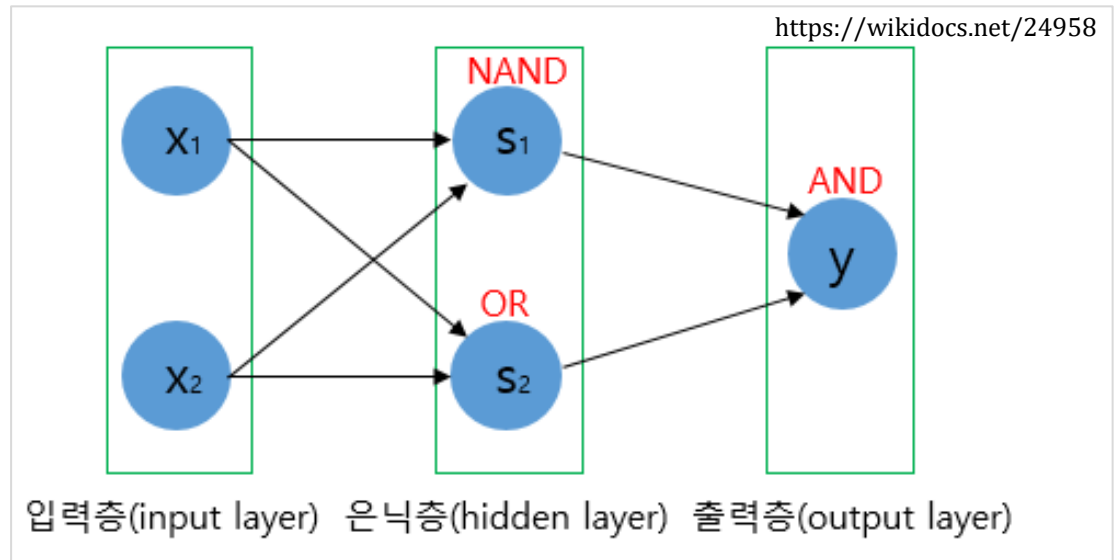 https://wikidocs.net/24958
NAND
x1
s1
AND
y
OR
x2
s2
입력층(input layer) 은닉층(hidden layer) 출력층(output layer)